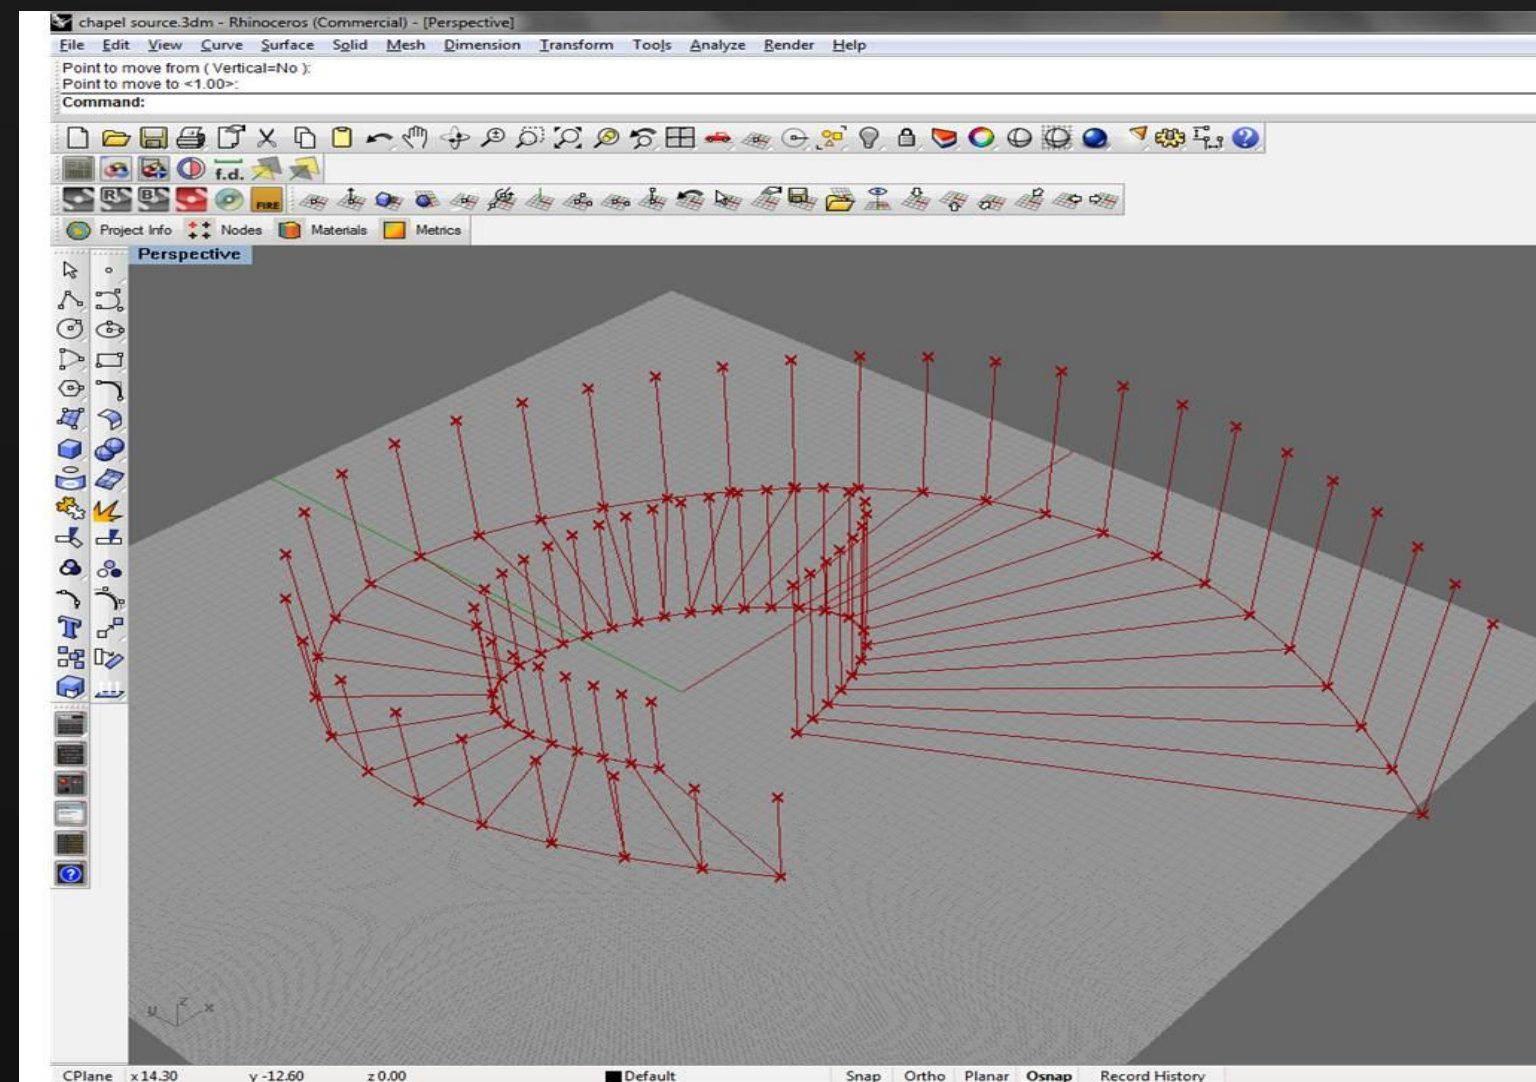 chapel source.3dm - Rhinoceros (Commercial) - [Perspective]
File Edit View Curve Surface Solid Mesh Dimension Transform Tools Analyze Render Help
Point to move from ( Vertical=No ):
Point to move to <1.00>:
Command:
f.d.
R S B S FIRE
Project Info Nodes Materials Metrics
Perspective
z
x
CPlane x 14.30 y -12.60 z 0.00 Default Snap Ortho Planar Osnap Record History